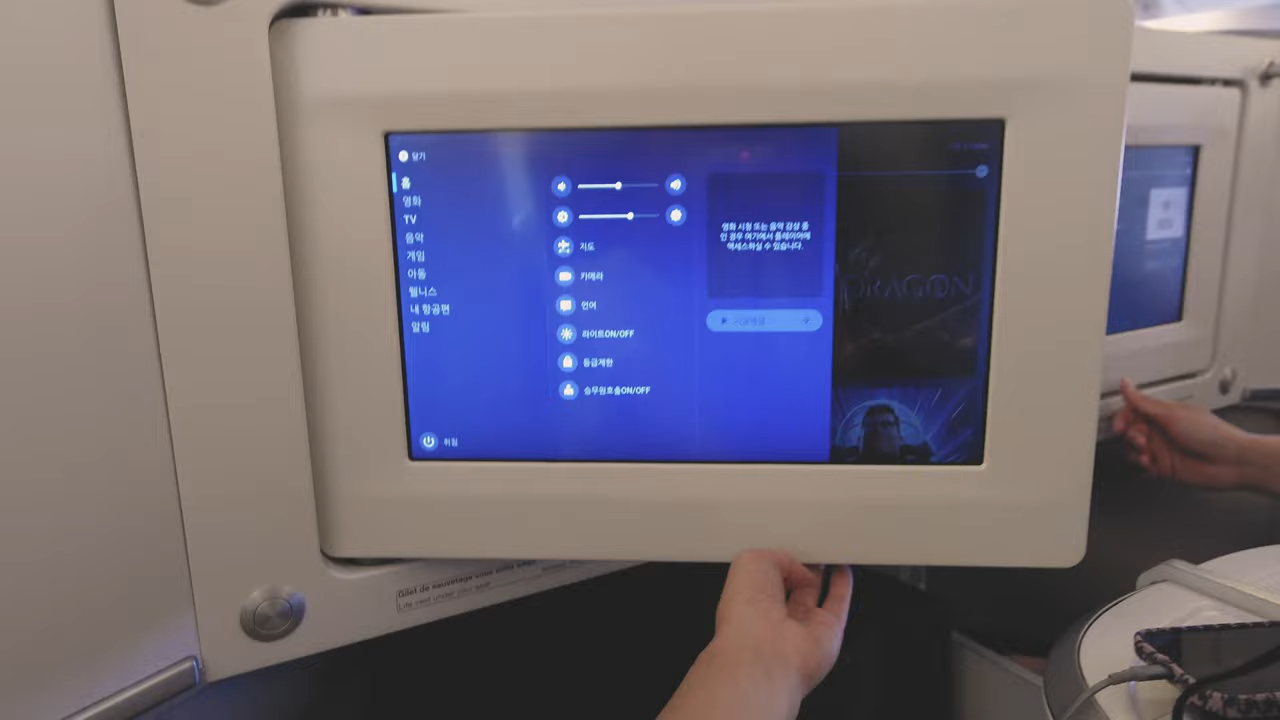 닫기
홈
영화
TV
음악
게임
아동
웰니스
내 항공편
알림
취침
지도
카메라
언어
라이트ON/OFF
등급제한
승무원호출ON/OFF
영화 시청 또는 음악 감상 중
인 경우 여기에서 플레이어에
액세스하실 수 있습니다.
DRAGON
Gilet de sauvetage sous votre siège
Life vest under your seat